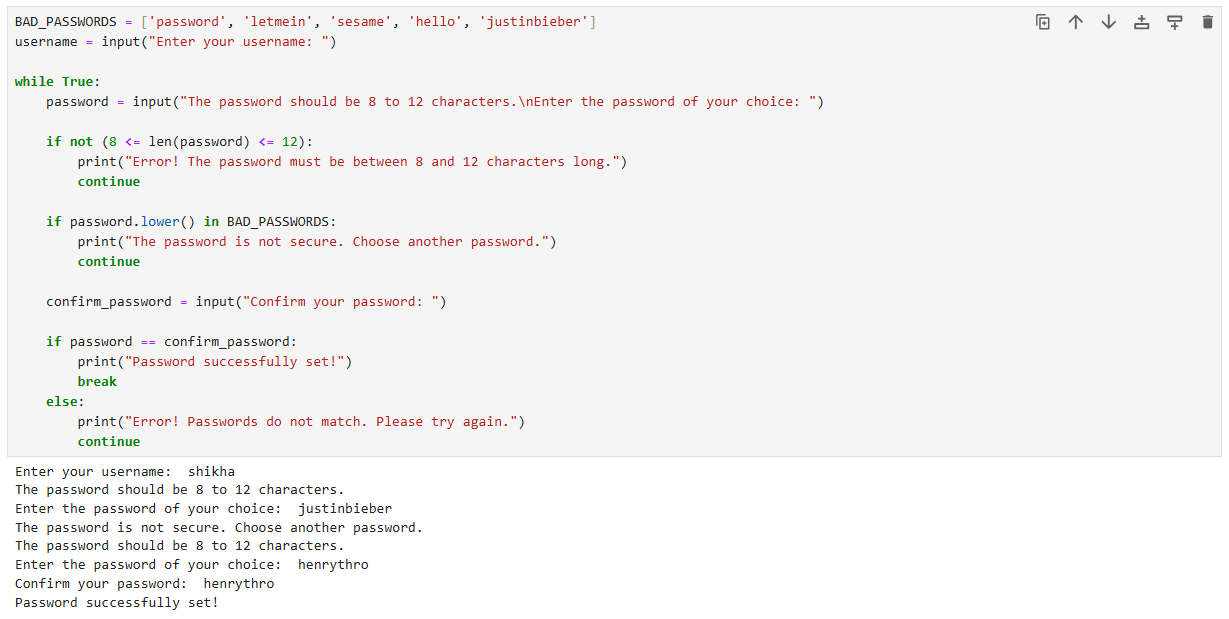 BAD_PASSWORDS = ['password', 'letmein', 'sesame', 'hello', 'justinbieber']
username = input("Enter your username: ")

while True:
    password = input("The password should be 8 to 12 characters.\nEnter the password of your choice: ")

    if not (8 <= len(password) <= 12):
        print("Error! The password must be between 8 and 12 characters long.")
        continue

    if password.lower() in BAD_PASSWORDS:
        print("The password is not secure. Choose another password.")
        continue

    confirm_password = input("Confirm your password: ")

    if password == confirm_password:
        print("Password successfully set!")
        break
    else:
        print("Error! Passwords do not match. Please try again.")
        continue
Enter your username:  shikha
The password should be 8 to 12 characters.
Enter the password of your choice:  justinbieber
The password is not secure. Choose another password.
The password should be 8 to 12 characters.
Enter the password of your choice:  henrythro
Confirm your password:  henrythro
Password successfully set!